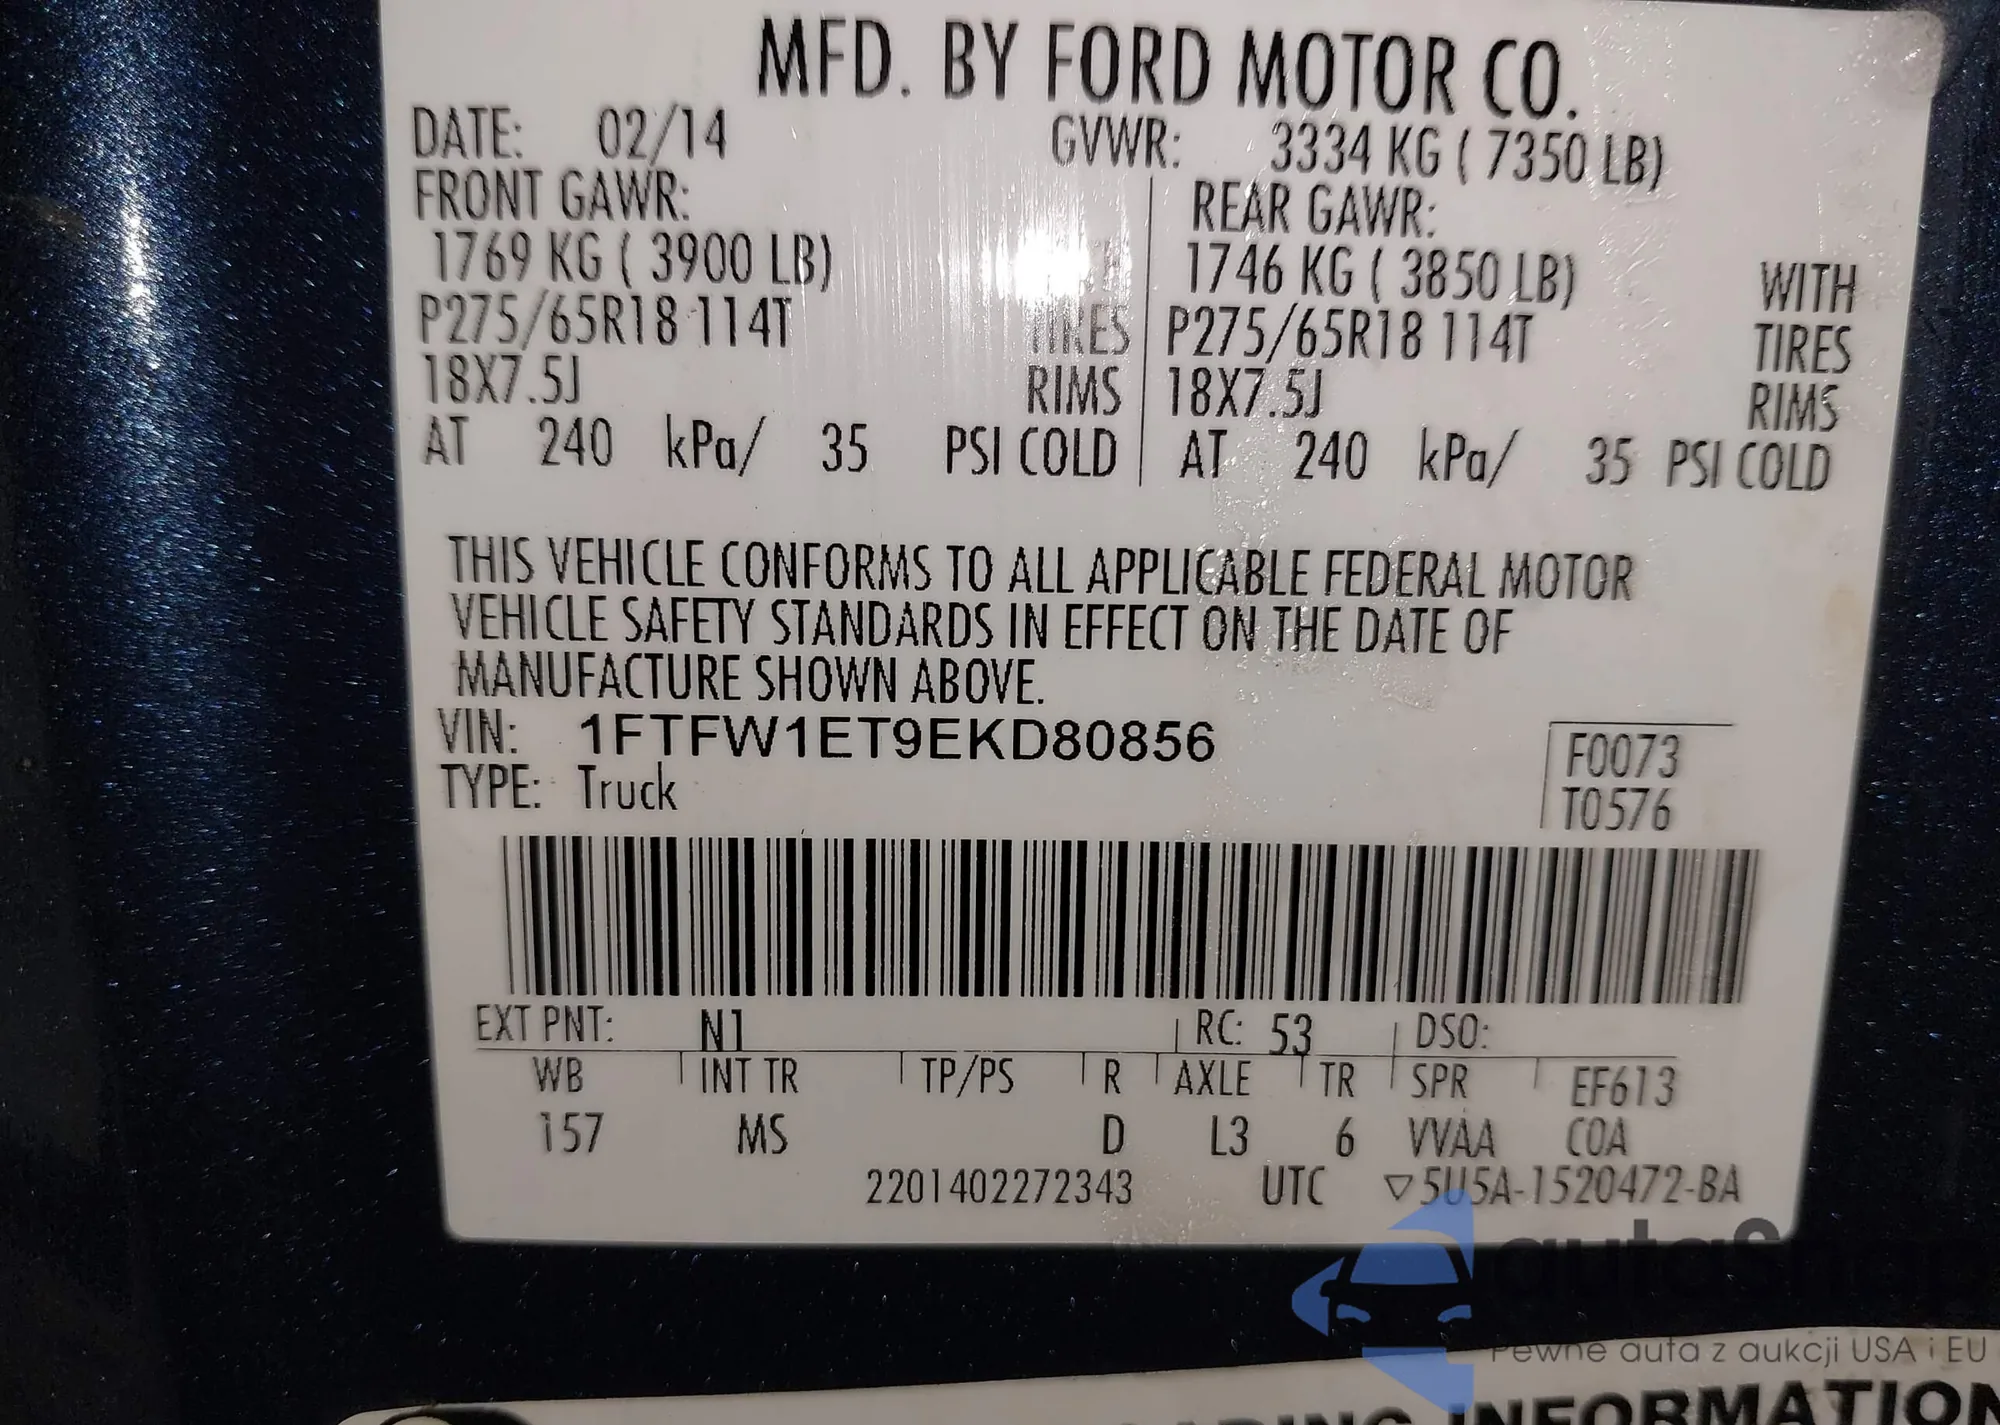 MFD. BY FORD MOTOR CO.
DATE: 02/14 GVWR: 3334 KG ( 7350 LB)
FRONT GAWR: REAR GAWR:
1769 KG ( 3900 LB) 1746 KG ( 3850 LB) WITH
P275/65R18 114T TIRES P275/65R18 114T TIRES
18X7.5J RIMS 18X7.5J RIMS
AT 240 kPa/ 35 PSI COLD AT 240 kPa/ 35 PSI COLD
THIS VEHICLE CONFORMS TO ALL APPLICABLE FEDERAL MOTOR
VEHICLE SAFETY STANDARDS IN EFFECT ON THE DATE OF
MANUFACTURE SHOWN ABOVE.
VIN: 1FTFW1ET9EKD80856
TYPE: Truck
F0073
T0576
EXT PNT: N1 RC: 53 DSO:
WB INT TR TP/PS R AXLE TR SPR EF613
157 MS D L3 6 VVAA COA
2201402272343 UTC ▽5U5A-1520472-BA
autoShop
Pewne auta z aukcji USA i EU
INFORMATION